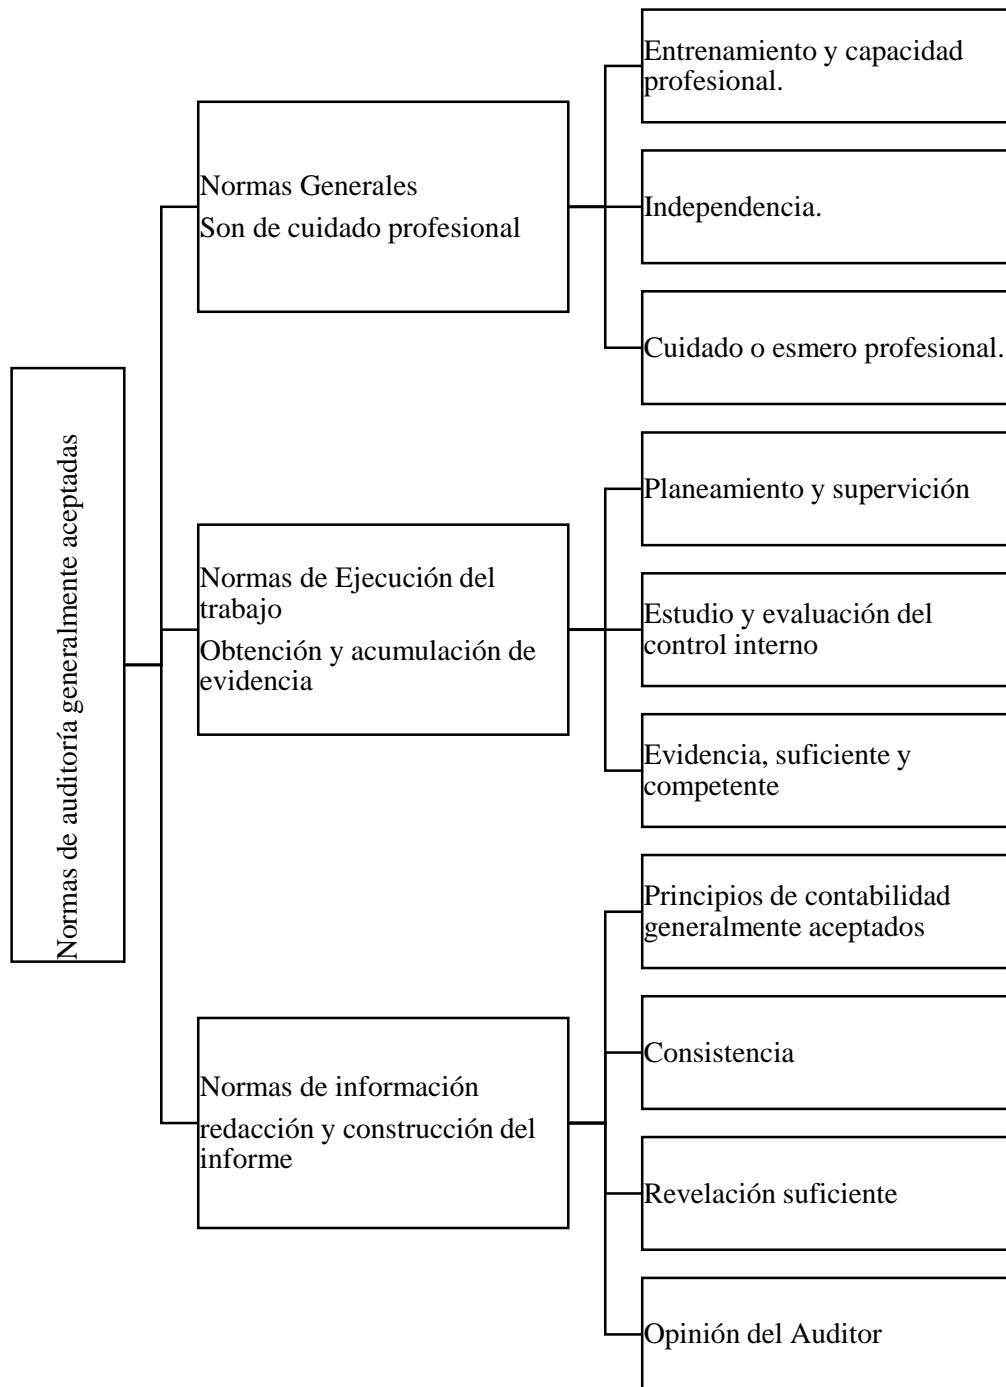 Normas de auditoría generalmente aceptadas
Normas Generales
Son de cuidado profesional
Entrenamiento y capacidad
profesional.
Independencia.
Cuidado o esmero profesional.
Normas de Ejecución del
trabajo
Obtención y acumulación de
evidencia
Planeamiento y supervición
Estudio y evaluación del
control interno
Evidencia, suficiente y
competente
Normas de información
redacción y construcción del
informe
Principios de contabilidad
generalmente aceptados
Consistencia
Revelación suficiente
Opinión del Auditor